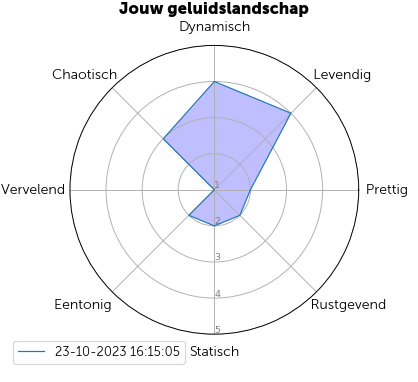 Jouw geluidslandschap
Dynamisch
Chaotisch
Levendig
Vervelend
Prettig
1
2
3
4
5
Eentonig
Rustgevend
Statisch
23-10-2023 16:15:05